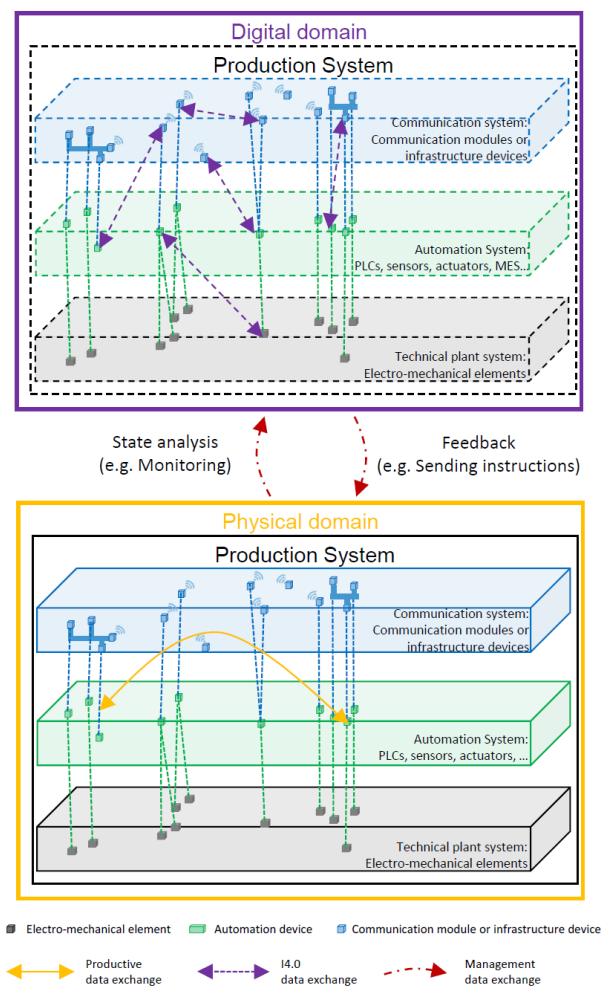 Digital domain
Production System
Communication system:
Communication modules or
infrastructure devices
Automation System:
PLCs, sensors, actuators, MES...
Technical plant system:
Electro-mechanical elements
State analysis
(e.g. Monitoring)
Feedback
(e.g. Sending instructions)
Physical domain
Production System
Communication system:
Communication modules or
infrastructure devices
Automation System:
PLCs, sensors, actuators, ...
Technical plant system:
Electro-mechanical elements
Electro-mechanical element
Automation device
Communication module or infrastructure device
Productive
data exchange
I4.0
data exchange
Management
data exchange